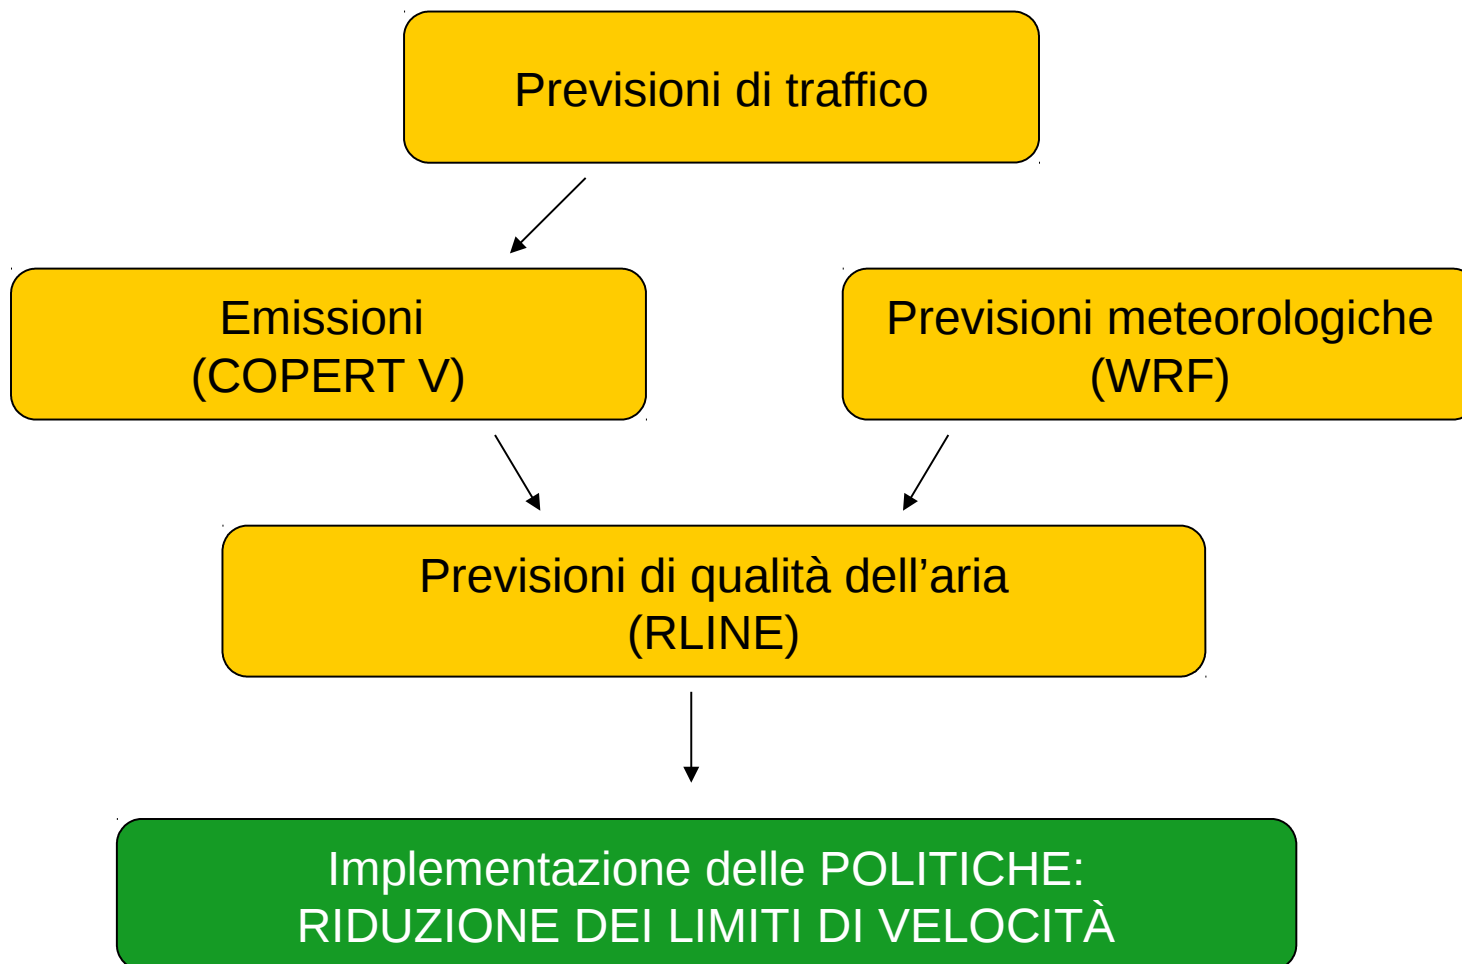 Previsioni di traffico
Emissioni
(COPERT V)
Previsioni meteorologiche
(WRF)
Previsioni di qualità dell’aria
(RLINE)
Implementazione delle POLITICHE:
RIDUZIONE DEI LIMITI DI VELOCITÀ